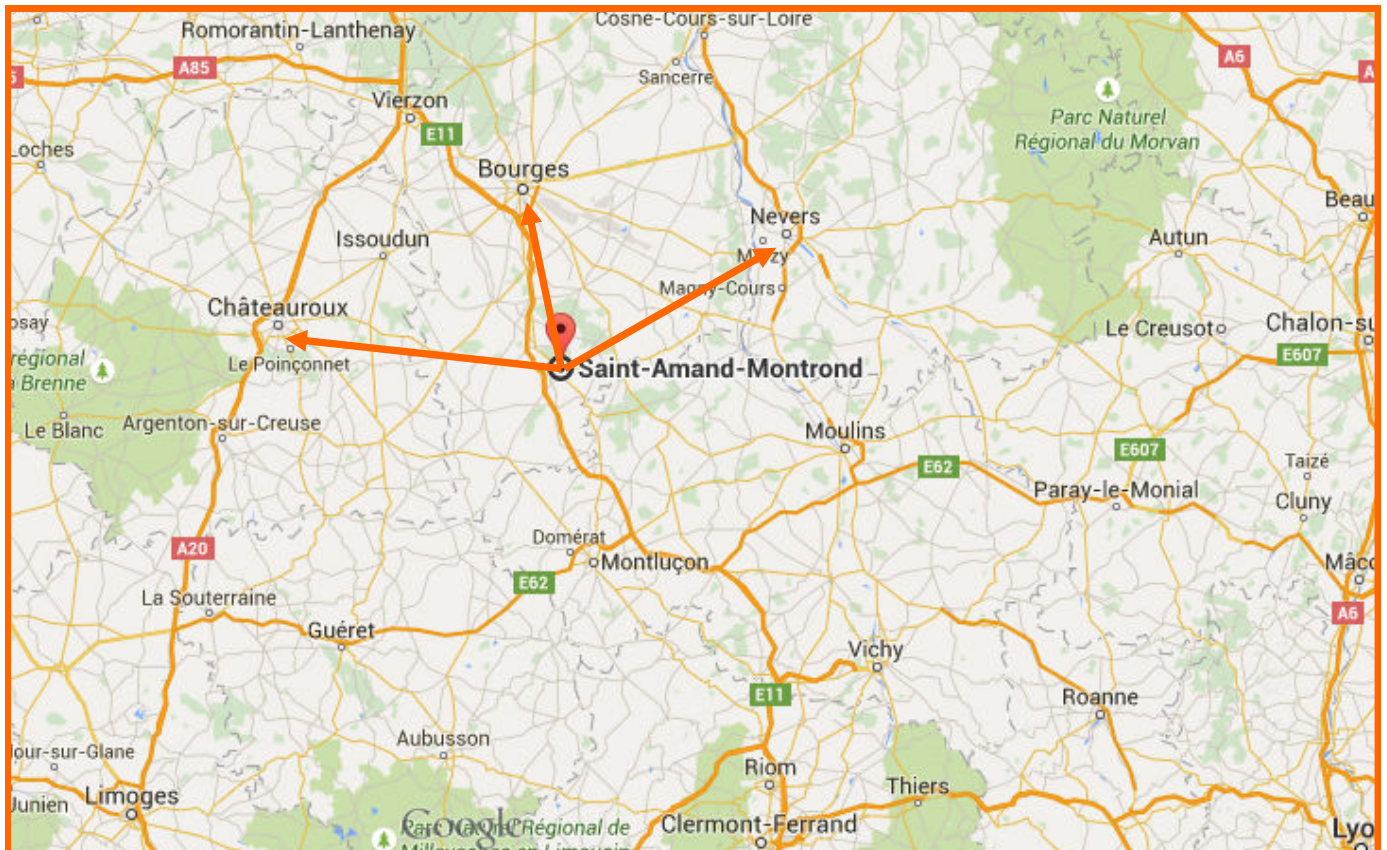 Cosne-Cours-sur-Loire
Romorantin-Lanthenay
A6
A85
Sancerre
Vierzon
Parc Naturel
Régional du Morvan
E11
Loches
Bourges
Beau
Nevers
Issoudun
Autun
Magny-Cours
Châteauroux
osay
Le Creusot
Chalon-su
E607
régional
a Brenne
Le Poinçonnet
Saint-Amand-Montrond
Le Blanc
Argenton-sur-Creuse
Moulins
E607
Taizé
E62
Paray-le-Monial
Cluny
Domérat
A20
Montluçon
Mâco
E62
La Souterraine
A6
Guéret
Vichy
E11
Roanne
Aubusson
lour-sur-Glane
Riom
Thiers
Limoges
Junien
Google
Régional de
Clermont-Ferrand
Lyo